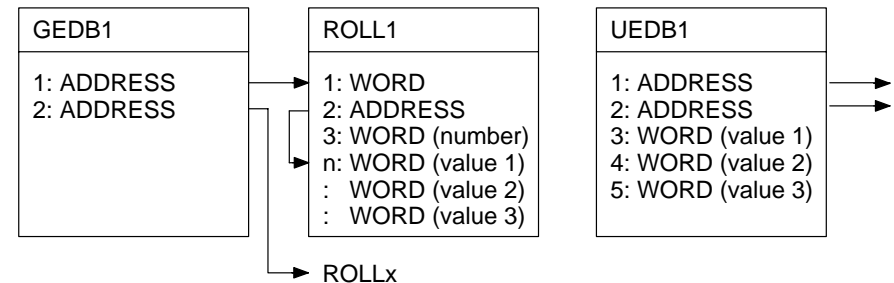 GEDB1
1: ADDRESS
2: ADDRESS
ROLL1
1: WORD
2: ADDRESS
3: WORD (number)
n: WORD (value 1)
: WORD (value 2)
: WORD (value 3)
UEDB1
1: ADDRESS
2: ADDRESS
3: WORD (value 1)
4: WORD (value 2)
5: WORD (value 3)
ROLLx